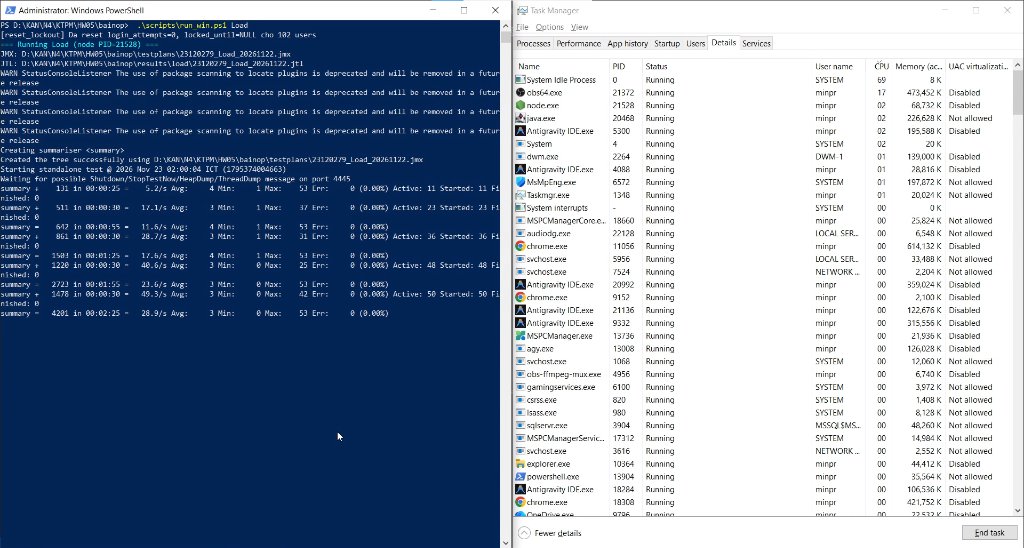 Administrator: Windows PowerShell
PS D:\KAN\N4\KTPM\HW05\bainop> .\scripts\run_win.ps1 Load
[reset_lockout] Da reset login_attempts=0, locked_until=NULL cho 102 users
=== Running Load (node PID=21528) ===
JMX: D:\KAN\N4\KTPM\HW05\bainop\testplans\23120279_Load_20261122.jmx
JTL: D:\KAN\N4\KTPM\HW05\bainop\results\load\23120279_Load_20261122.jtl
WARN StatusConsoleListener The use of package scanning to locate plugins is deprecated and will be removed in a futur
e release
WARN StatusConsoleListener The use of package scanning to locate plugins is deprecated and will be removed in a futur
e release
WARN StatusConsoleListener The use of package scanning to locate plugins is deprecated and will be removed in a futur
e release
WARN StatusConsoleListener The use of package scanning to locate plugins is deprecated and will be removed in a futur
e release
Creating summariser <summary>
Created the tree successfully using D:\KAN\N4\KTPM\HW05\bainop\testplans\23120279_Load_20261122.jmx
Starting standalone test @ 2026 Nov 23 02:00:04 ICT (1795374004663)
Waiting for possible Shutdown/StopTestNow/HeapDump/ThreadDump message on port 4445
summary + 131 in 00:00:25 = 5.2/s Avg: 4 Min: 1 Max: 53 Err: 0 (0.00%) Active: 11 Started: 11 Fi
nished: 0
summary + 511 in 00:00:30 = 17.1/s Avg: 4 Min: 1 Max: 37 Err: 0 (0.00%) Active: 23 Started: 23 Fi
nished: 0
summary = 642 in 00:00:55 = 11.6/s Avg: 4 Min: 1 Max: 53 Err: 0 (0.00%)
summary + 861 in 00:00:30 = 28.7/s Avg: 3 Min: 1 Max: 31 Err: 0 (0.00%) Active: 36 Started: 36 Fi
nished: 0
summary = 1503 in 00:01:25 = 17.6/s Avg: 4 Min: 1 Max: 53 Err: 0 (0.00%)
summary + 1220 in 00:00:30 = 40.6/s Avg: 3 Min: 0 Max: 25 Err: 0 (0.00%) Active: 48 Started: 48 Fi
nished: 0
summary = 2723 in 00:01:55 = 23.6/s Avg: 3 Min: 0 Max: 53 Err: 0 (0.00%)
summary + 1478 in 00:00:30 = 49.3/s Avg: 3 Min: 0 Max: 42 Err: 0 (0.00%) Active: 50 Started: 50 Fi
nished: 0
summary = 4201 in 00:02:25 = 28.9/s Avg: 3 Min: 0 Max: 53 Err: 0 (0.00%)
Task Manager
File Options View
Processes Performance App history Startup Users Details Services
Name PID Status User name CPU Memory (ac... UAC virtualizati...
System Idle Process 0 Running SYSTEM 69 8 K
obs64.exe 21372 Running minpr 17 473,452 K Disabled
node.exe 21528 Running minpr 02 68,732 K Disabled
java.exe 20468 Running minpr 02 226,628 K Not allowed
Antigravity IDE.exe 5300 Running minpr 02 195,588 K Disabled
System 4 Running SYSTEM 02 20 K
dwm.exe 2264 Running DWM-1 01 139,000 K Disabled
Antigravity IDE.exe 4088 Running minpr 01 28,816 K Disabled
MsMpEng.exe 6572 Running SYSTEM 01 197,872 K Not allowed
Taskmgr.exe 1348 Running minpr 01 20,024 K Not allowed
System interrupts - Running SYSTEM 00 0 K
MSPCManagerCore.e... 18660 Running minpr 00 25,824 K Not allowed
audiodg.exe 22128 Running LOCAL SER... 00 6,548 K Not allowed
chrome.exe 11056 Running minpr 00 614,132 K Disabled
svchost.exe 5956 Running LOCAL SER... 00 33,488 K Not allowed
svchost.exe 7524 Running NETWORK ... 00 2,204 K Not allowed
Antigravity IDE.exe 20992 Running minpr 00 359,024 K Disabled
chrome.exe 9152 Running minpr 00 2,100 K Disabled
Antigravity IDE.exe 21136 Running minpr 00 122,676 K Disabled
Antigravity IDE.exe 9332 Running minpr 00 315,556 K Disabled
MSPCManager.exe 13736 Running minpr 00 21,936 K Disabled
agy.exe 13008 Running minpr 00 126,028 K Disabled
svchost.exe 1068 Running SYSTEM 00 12,060 K Not allowed
obs-ffmpeg-mux.exe 4956 Running minpr 00 6,740 K Disabled
gamingservices.exe 6100 Running SYSTEM 00 3,972 K Not allowed
csrss.exe 820 Running SYSTEM 00 1,408 K Not allowed
lsass.exe 980 Running SYSTEM 00 8,128 K Not allowed
sqlservr.exe 3904 Running MSSQL$MS... 00 48,260 K Not allowed
MSPCManagerServic... 17312 Running SYSTEM 00 14,984 K Not allowed
svchost.exe 3616 Running NETWORK ... 00 2,552 K Not allowed
explorer.exe 10364 Running minpr 00 44,412 K Disabled
powershell.exe 13904 Running minpr 00 35,564 K Not allowed
Antigravity IDE.exe 18284 Running minpr 00 106,536 K Disabled
chrome.exe 18308 Running minpr 00 421,752 K Disabled
OneDrive.exe 9796 Running minpr 00 22,532 K Disabled
Fewer details
End task